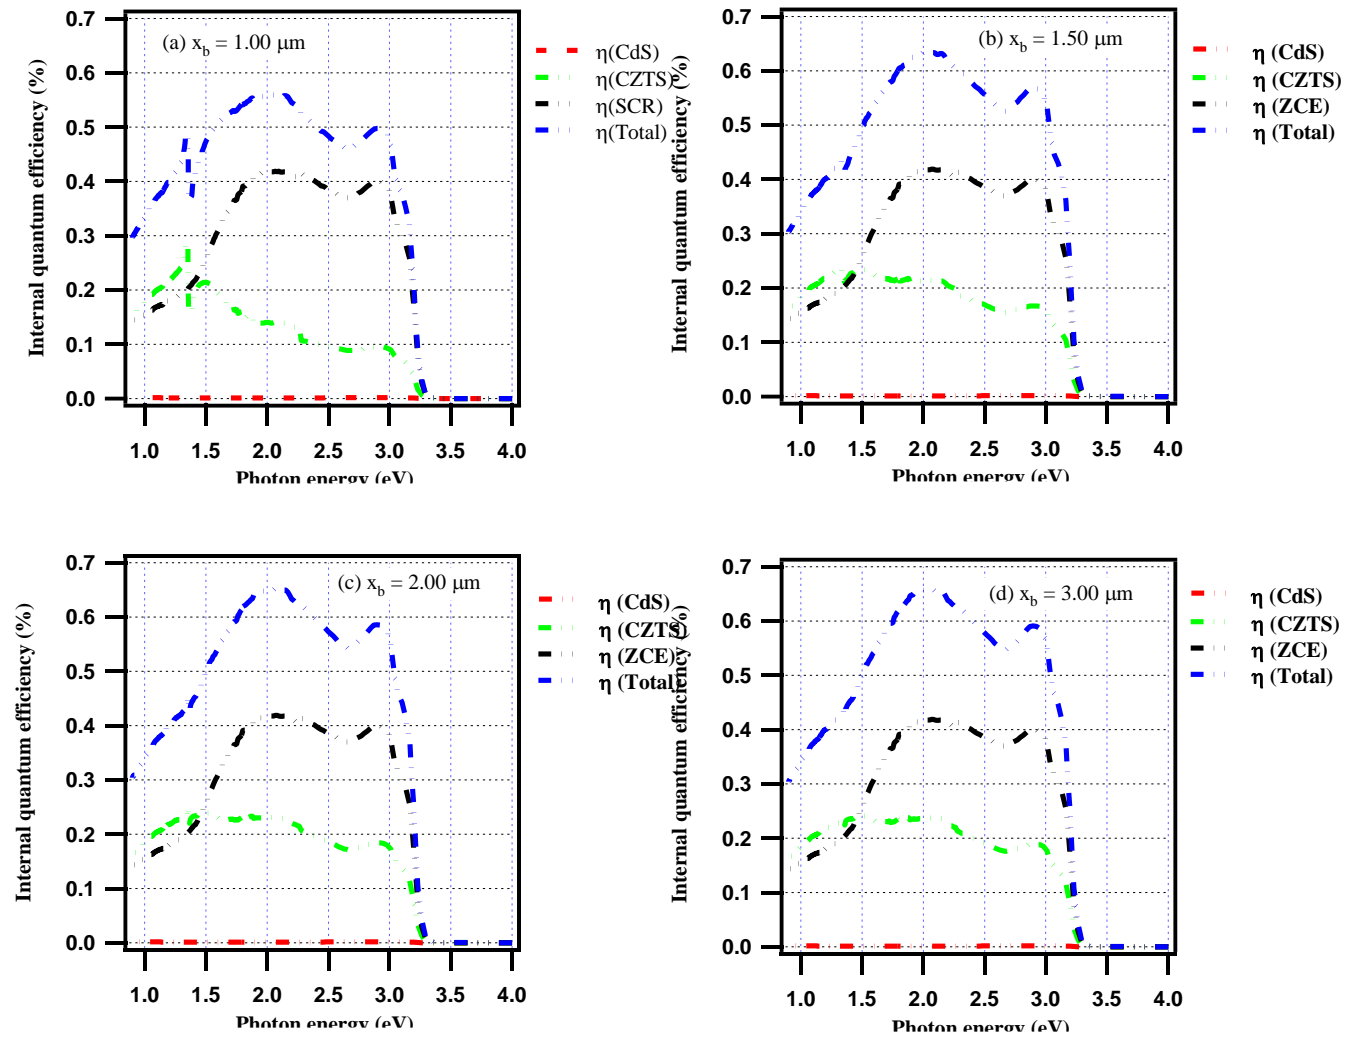 (a) x_b = 1.00 μm
0.7
0.6
0.5
0.4
0.3
0.2
0.1
0.0
Internal quantum efficiency (%)
1.0 1.5 2.0 2.5 3.0 3.5 4.0
Photon energy (eV)
η(CdS)
η(CZTS)
η(SCR)
η(Total)
(b) x_b = 1.50 μm
0.7
0.6
0.5
0.4
0.3
0.2
0.1
0.0
Internal quantum efficiency (%)
1.0 1.5 2.0 2.5 3.0 3.5 4.0
Photon energy (eV)
η (CdS)
η (CZTS)
η (ZCE)
η (Total)
(c) x_b = 2.00 μm
0.7
0.6
0.5
0.4
0.3
0.2
0.1
0.0
Internal quantum efficiency (%)
1.0 1.5 2.0 2.5 3.0 3.5 4.0
Photon energy (eV)
η (CdS)
η (CZTS)
η (ZCE)
η (Total)
(d) x_b = 3.00 μm
0.7
0.6
0.5
0.4
0.3
0.2
0.1
0.0
Internal quantum efficiency (%)
1.0 1.5 2.0 2.5 3.0 3.5 4.0
Photon energy (eV)
η (CdS)
η (CZTS)
η (ZCE)
η (Total)